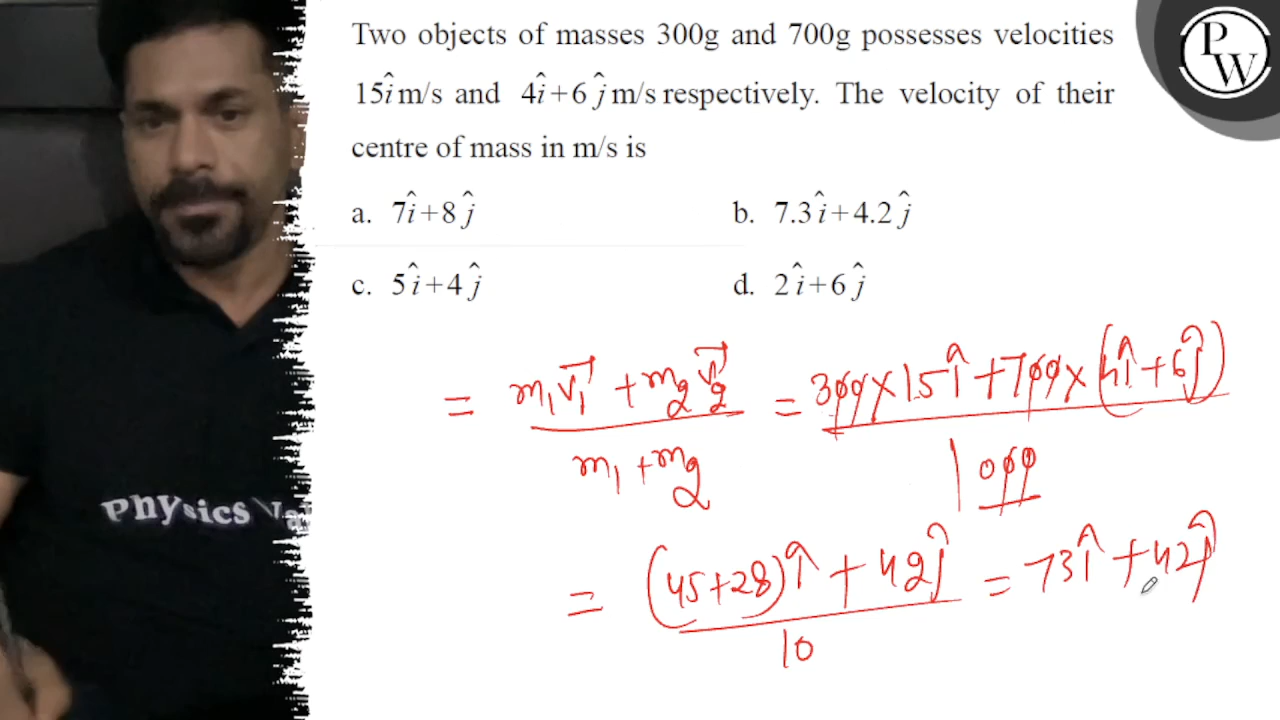 PW
Two objects of masses 300g and 700g possesses velocities
15î m/s and 4î+6ĵ m/s respectively. The velocity of their
centre of mass in m/s is
a. 7î+8ĵ b. 7.3î+4.2ĵ
c. 5î+4ĵ d. 2î+6ĵ
= m₁v₁⃗ + m₂v₂⃗ = 300×15î+700×(4î+6ĵ)
m₁+m₂ 1000
Physics Wa
= (45+28)î + 42ĵ = 73î + 42ĵ
10